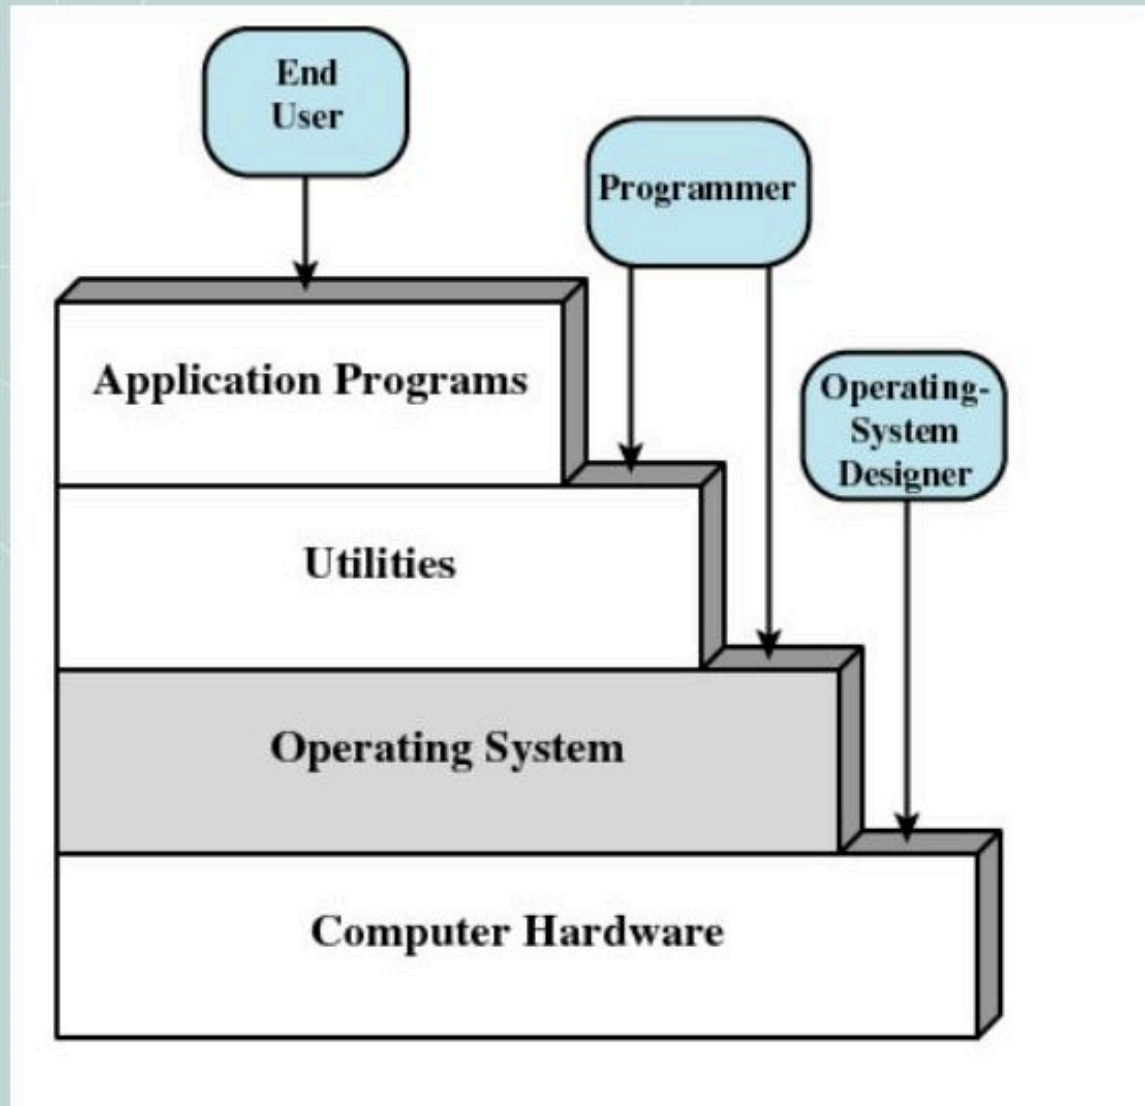 End
User
Programmer
Application Programs
Operating-
System
Designer
Utilities
Operating System
Computer Hardware